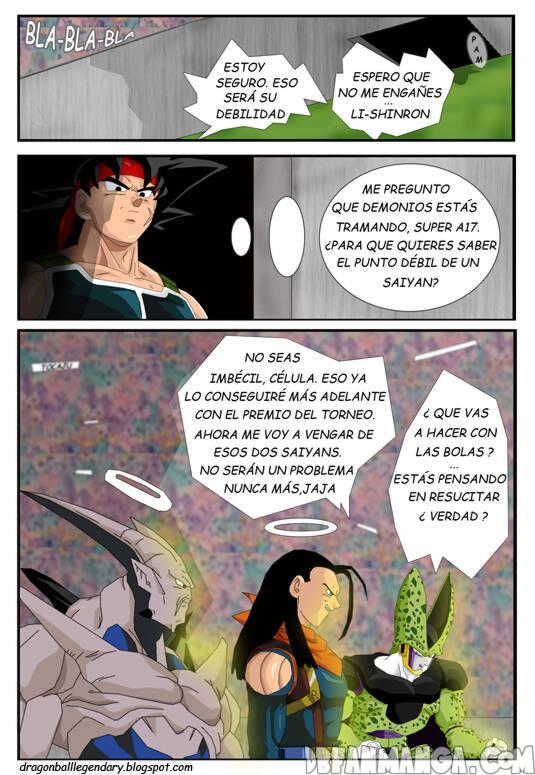 BLA-BLA-BLA
PAM
ESTOY
SEGURO. ESO
SERÁ SU
DEBILIDAD
ESPERO QUE
NO ME ENGAÑES
...
LI-SHINRON
ME PREGUNTO
QUE DEMONIOS ESTÁS
TRAMANDO, SUPER A17.
¿PARA QUE QUIERES SABER
EL PUNTO DÉBIL DE UN
SAIYAN?
NO SEAS
IMBÉCIL, CÉLULA. ESO YA
LO CONSEGUIRÉ MÁS ADELANTE
CON EL PREMIO DEL TORNEO.
AHORA ME VOY A VENGAR DE
ESOS DOS SAIYANS.
NO SERÁN UN PROBLEMA
NUNCA MÁS,JAJA
¿ QUE VAS
A HACER CON
LAS BOLAS ?
...
ESTÁS PENSANDO
EN RESUCITAR
¿ VERDAD ?
dragonballlegendary.blogspot.com
DBFANMANGA.COM